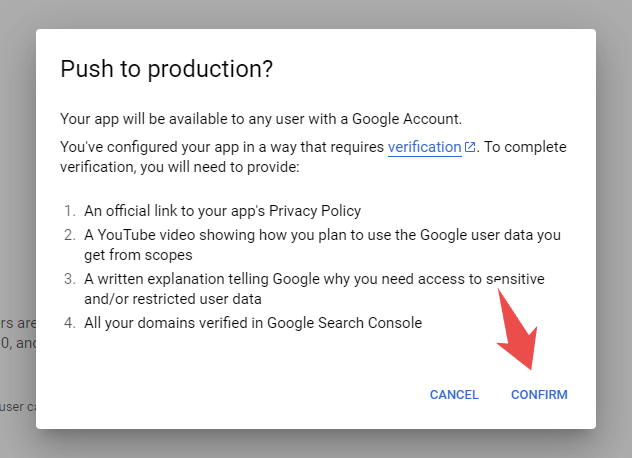 Push to production?
Your app will be available to any user with a Google Account.
You've configured your app in a way that requires verification. To complete
verification, you will need to provide:
1. An official link to your app's Privacy Policy
2. A YouTube video showing how you plan to use the Google user data you
get from scopes
3. A written explanation telling Google why you need access to sensitive
and/or restricted user data
4. All your domains verified in Google Search Console
rs are
0, and
user ca
CANCEL CONFIRM